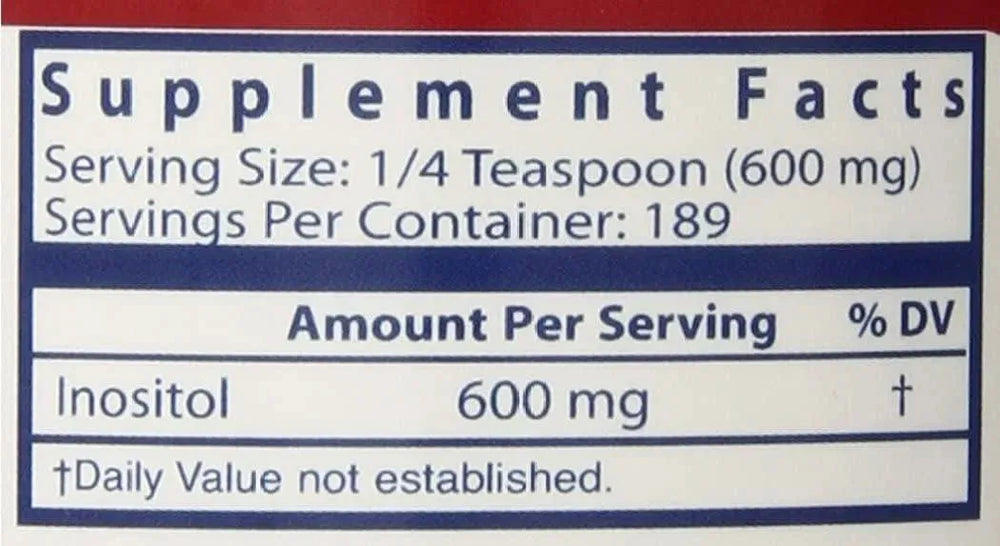 Supplement Facts
Serving Size: 1/4 Teaspoon (600 mg)
Servings Per Container: 189
Amount Per Serving % DV
Inositol 600 mg †
†Daily Value not established.